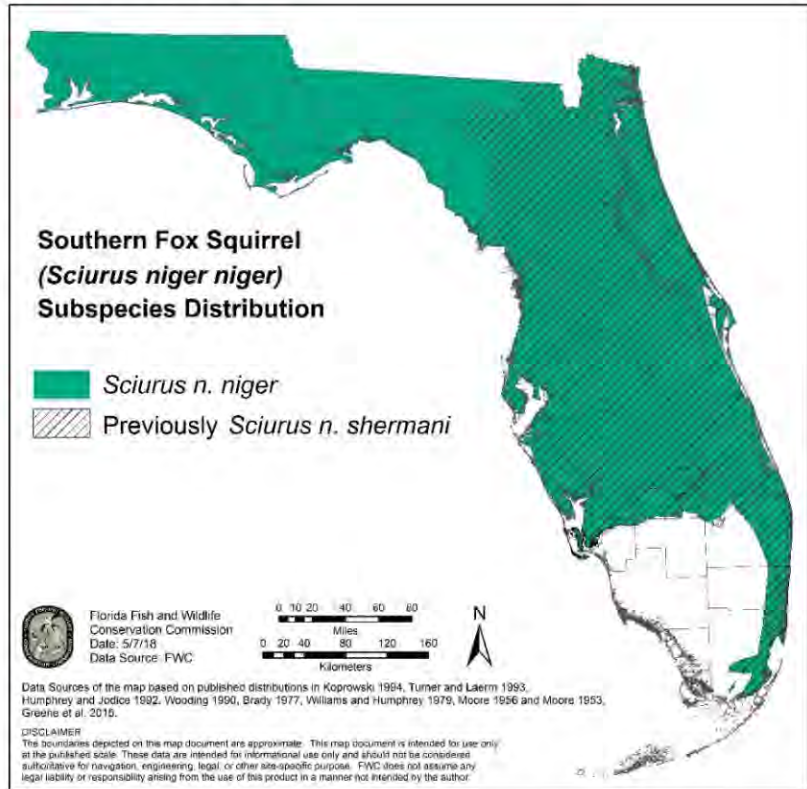 Southern Fox Squirrel
(Sciurus niger niger)
Subspecies Distribution
Sciurus n. niger
Previously Sciurus n. shermani
Florida Fish and Wildlife
Conservation Commission
Date: 5/7/18
Data Source: FWC
0 10 20 40 60 80
Miles
0 20 40 80 120 160
Kilometers
N
Data Sources of the map based on published distributions in Koprowski 1994, Turner and Laerm 1993,
Humphrey and Jodice 1992, Wooding 1990, Brady 1977, Williams and Humphrey 1979, Moore 1956 and Moore 1953,
Greene et al. 2015.
DISCLAIMER
The boundaries depicted on this map document are approximate. This map document is intended for use only
at the published scale. These data are intended for informational use only and should not be considered
authoritative for navigation, engineering, legal, or other site-specific purpose. FWC does not assume any
legal liability or responsibility arising from the use of this product in a manner not intended by the author.